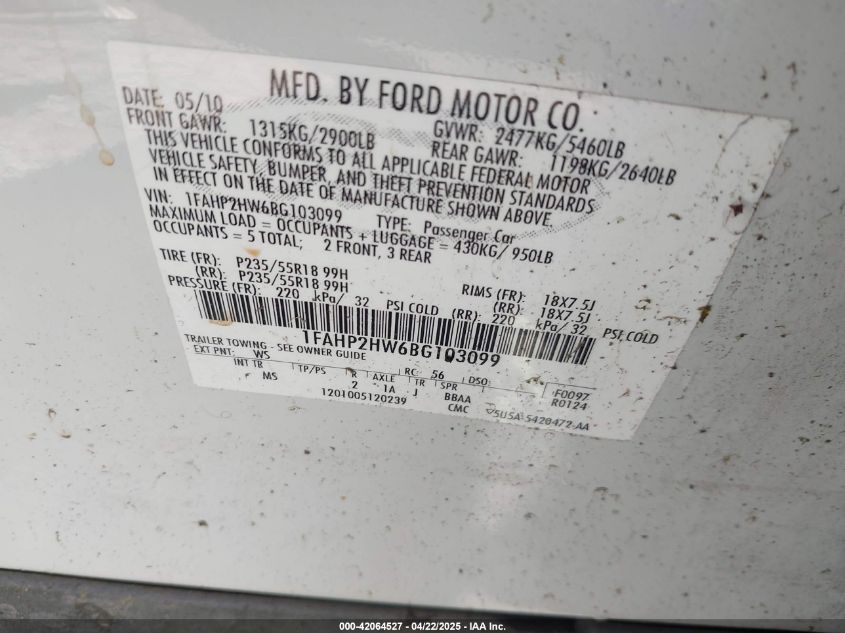 MFD. BY FORD MOTOR CO.
DATE: 05/10 GVWR: 2477KG/5460LB
FRONT GAWR: 1315KG/2900LB REAR GAWR: 1198KG/2640LB
THIS VEHICLE CONFORMS TO ALL APPLICABLE FEDERAL MOTOR
VEHICLE SAFETY, BUMPER, AND THEFT PREVENTION STANDARDS
IN EFFECT ON THE DATE OF MANUFACTURE SHOWN ABOVE
VIN: 1FAHP2HW6BG103099 TYPE: Passenger Car
MAXIMUM LOAD = OCCUPANTS + LUGGAGE = 430KG/ 950LB
OCCUPANTS = 5 TOTAL; 2 FRONT, 3 REAR
TIRE (FR): P235/55R18 99H RIMS (FR): 18X7.5J
(RR): P235/55R18 99H (RR): 18X7.5J
PRESSURE (FR): 220 kPa/ 32 PSI COLD (RR): 220 kPa/ 32 PSI COLD
1FAHP2HW6BG103099
TRAILER TOWING - SEE OWNER GUIDE
EXT PNT: WS RC: 56 DSO:
INT TR TP/PS R AXLE TR SPR F0097
MS 2 1A J BBAA R0124
1201005120239 CMC 5U5A-5420472-AA
000-42064527 - 04/22/2025 - IAA Inc.